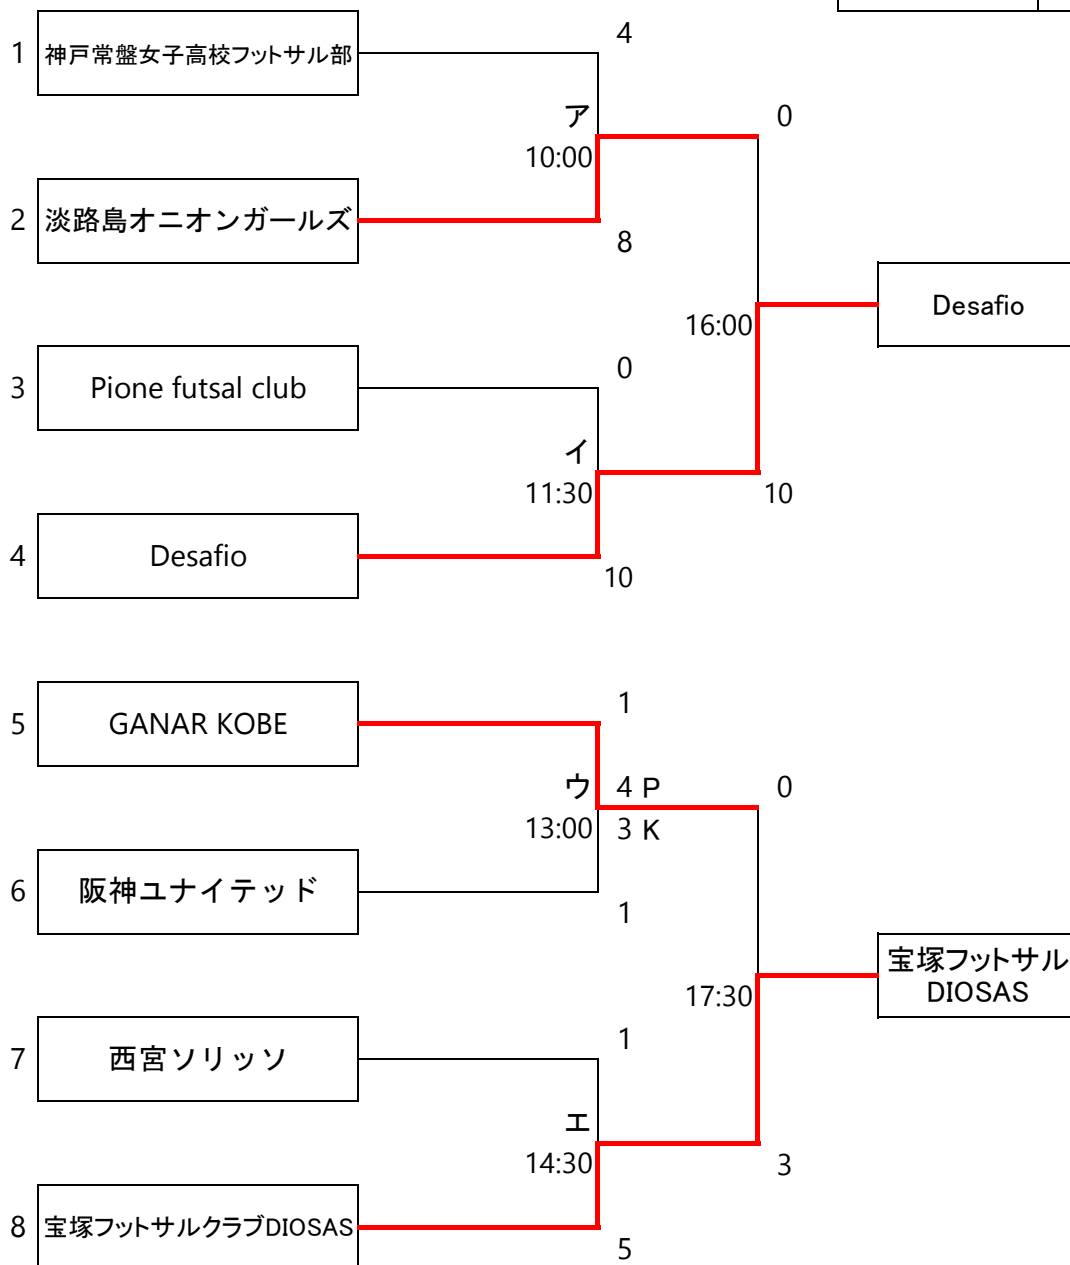 4
1 神戸常盤女子高校フットサル部
ア
0
10:00
2 淡路島オニオンガールズ
8
Desafio
16:00
0
3 Pione futsal club
イ
11:30
10
4 Desafio
10
1
5 GANAR KOBE
ウ 4 P
0
13:00 3 K
6 阪神ユナイテッド
1
宝塚フットサル
DIOSAS
17:30
1
7 西宮ソリッソ
エ
14:30
3
8 宝塚フットサルクラブDIOSAS
5